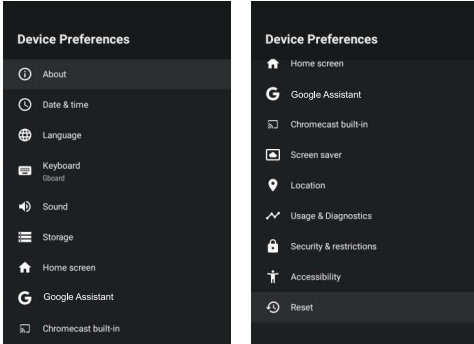 Device Preferences
About
Date & time
Language
Keyboard
Gboard
Sound
Storage
Home screen
Google Assistant
Chromecast built-in
Device Preferences
Home screen
Google Assistant
Chromecast built-in
Screen saver
Location
Usage & Diagnostics
Security & restrictions
Accessibility
Reset